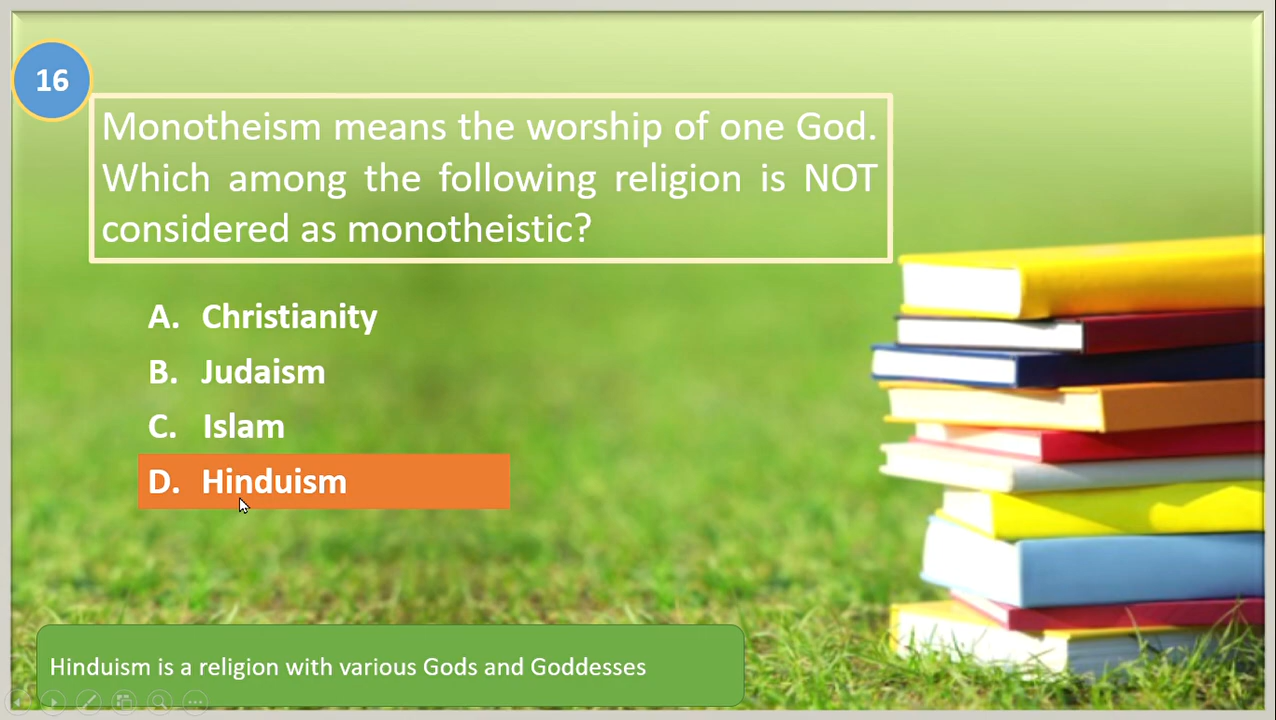 16
Monotheism means the worship of one God.
Which among the following religion is NOT
considered as monotheistic?
A. Christianity
B. Judaism
C. Islam
D. Hinduism
Hinduism is a religion with various Gods and Goddesses